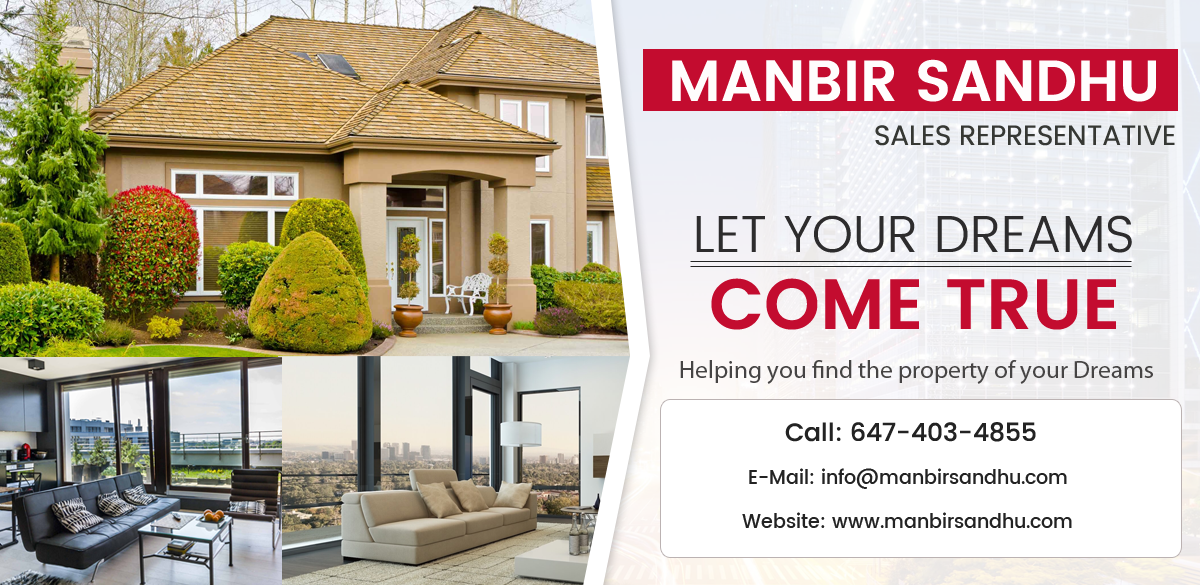 MANBIR SANDHU
SALES REPRESENTATIVE
LET YOUR DREAMS
COME TRUE
Helping you find the property of your Dreams
Call: 647-403-4855
E-Mail: info@manbirsandhu.com
Website: www.manbirsandhu.com